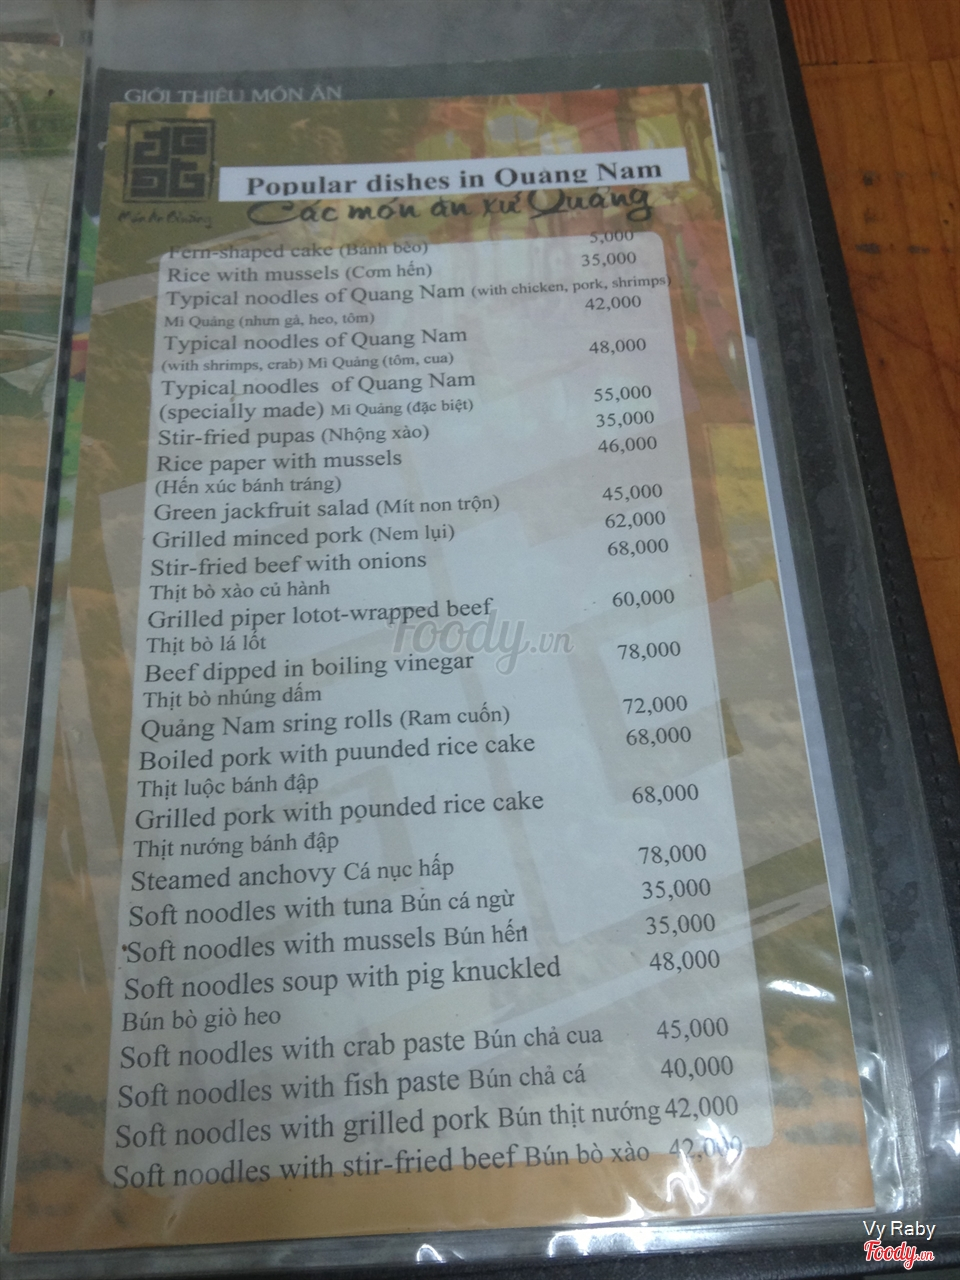 GIỚI THIỆU MÓN ĂN
Popular dishes in Quảng Nam
Các món ăn xứ Quảng
Fern-shaped cake (Bánh bèo) 5,000
Rice with mussels (Cơm hến) 35,000
Typical noodles of Quang Nam (with chicken, pork, shrimps)
Mì Quảng (nhưn gà, heo, tôm) 42,000
Typical noodles of Quang Nam
(with shrimps, crab) Mì Quảng (tôm, cua) 48,000
Typical noodles of Quang Nam
(specially made) Mì Quảng (đặc biệt) 55,000
Stir-fried pupas (Nhộng xào) 35,000
Rice paper with mussels 46,000
(Hến xúc bánh tráng)
Green jackfruit salad (Mít non trộn) 45,000
Grilled minced pork (Nem lụi) 62,000
Stir-fried beef with onions 68,000
Thịt bò xào củ hành
Grilled piper lotot-wrapped beef 60,000
Thịt bò lá lốt
Beef dipped in boiling vinegar 78,000
Thịt bò nhúng dấm
Quảng Nam sring rolls (Ram cuốn) 72,000
Boiled pork with puunded rice cake 68,000
Thịt luộc bánh đập
Grilled pork with pounded rice cake 68,000
Thịt nướng bánh đập
Steamed anchovy Cá nục hấp 78,000
Soft noodles with tuna Bún cá ngừ 35,000
Soft noodles with mussels Bún hến 35,000
Soft noodles soup with pig knuckled 48,000
Bún bò giò heo
Soft noodles with crab paste Bún chả cua 45,000
Soft noodles with fish paste Bún chả cá 40,000
Soft noodles with grilled pork Bún thịt nướng 42,000
Soft noodles with stir-fried beef Bún bò xào 42,000
foody.vn
Vy Raby
Foody.vn